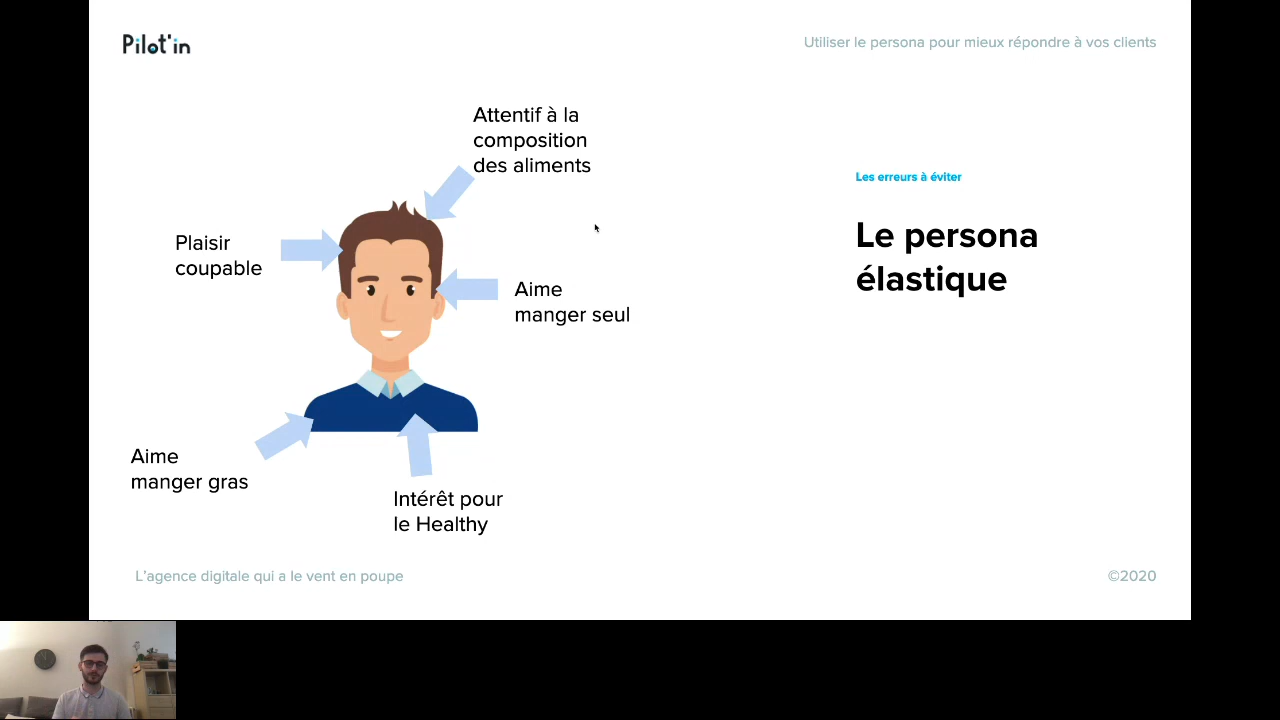 Pilot'in
Utiliser le persona pour mieux répondre à vos clients
Attentif à la
composition
des aliments
Plaisir
coupable
Aime
manger seul
Aime
manger gras
Intérêt pour
le Healthy
Les erreurs à éviter
Le persona
élastique
L'agence digitale qui a le vent en poupe
©2020